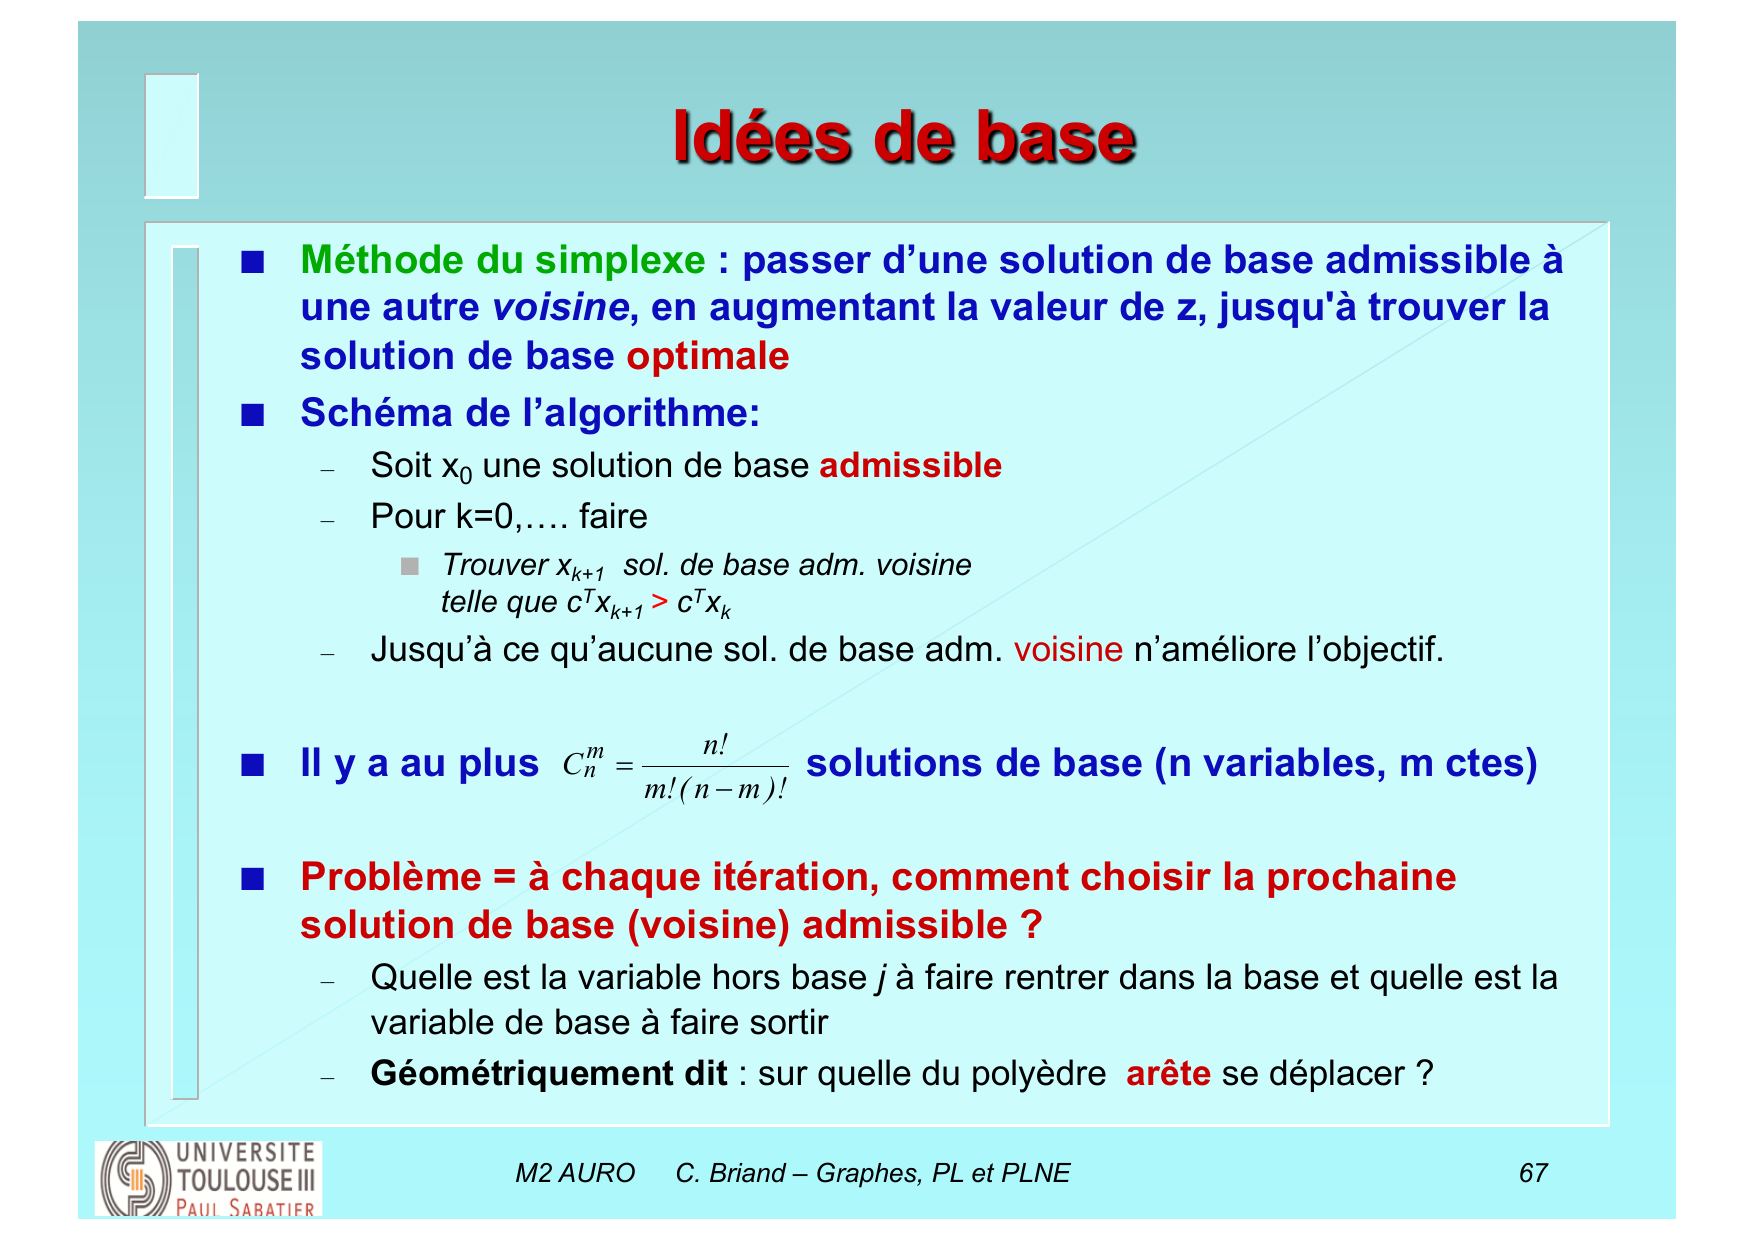 Idées de base
■ Méthode du simplexe : passer d’une solution de base admissible à
une autre voisine, en augmentant la valeur de z, jusqu'à trouver la
solution de base optimale
■ Schéma de l’algorithme:
– Soit x₀ une solution de base admissible
– Pour k=0,…. faire
■ Trouver xₖ₊₁ sol. de base adm. voisine
telle que cᵀxₖ₊₁ > cᵀxₖ
– Jusqu’à ce qu’aucune sol. de base adm. voisine n’améliore l’objectif.
■ Il y a au plus $C_n^m = \frac{n!}{m!(n-m)!}$ solutions de base (n variables, m ctes)
■ Problème = à chaque itération, comment choisir la prochaine
solution de base (voisine) admissible ?
– Quelle est la variable hors base j à faire rentrer dans la base et quelle est la
variable de base à faire sortir
– Géométriquement dit : sur quelle du polyèdre arête se déplacer ?
UNIVERSITE
TOULOUSE III
PAUL SABATIER
M2 AURO C. Briand – Graphes, PL et PLNE 67